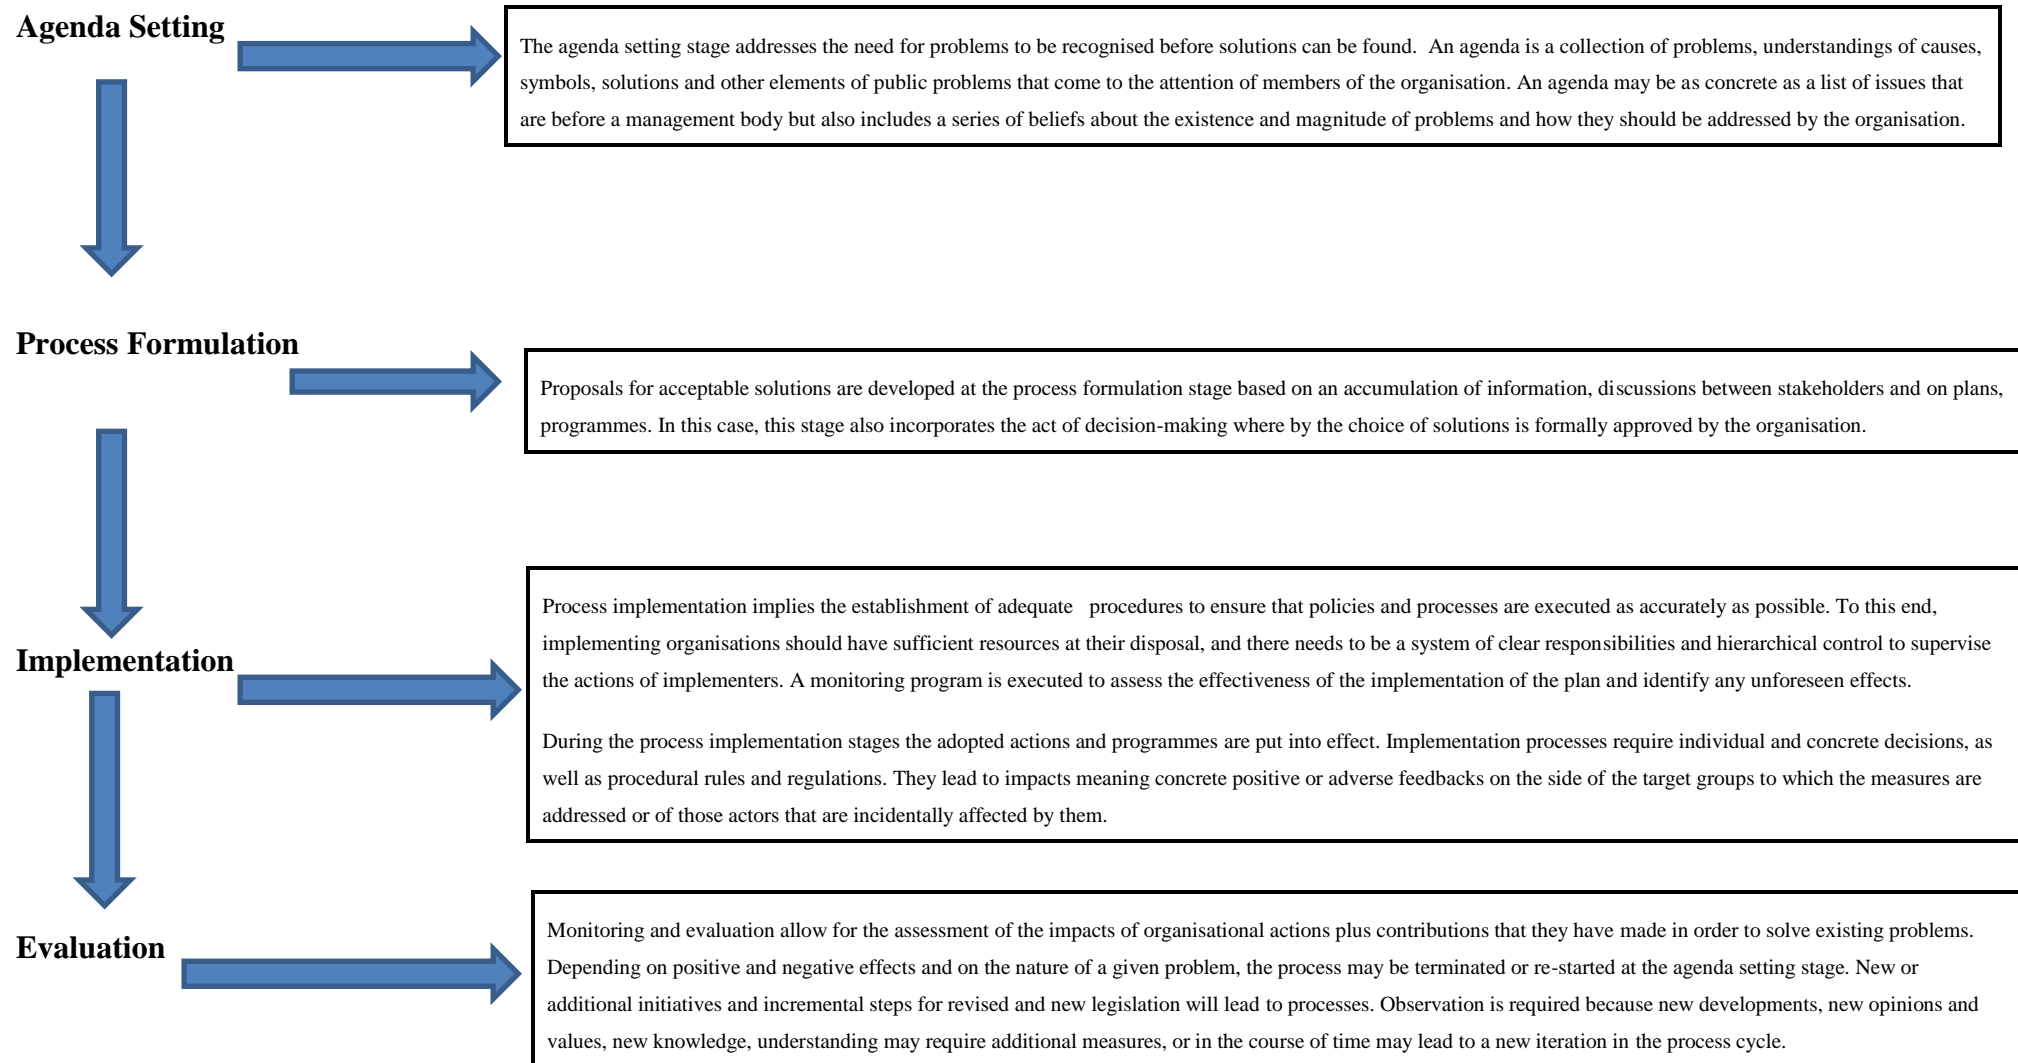 Agenda Setting
The agenda setting stage addresses the need for problems to be recognised before solutions can be found.  An agenda is a collection of problems, understandings of causes,
symbols, solutions and other elements of public problems that come to the attention of members of the organisation. An agenda may be as concrete as a list of issues that
are before a management body but also includes a series of beliefs about the existence and magnitude of problems and how they should be addressed by the organisation.
Process Formulation
Proposals for acceptable solutions are developed at the process formulation stage based on an accumulation of information, discussions between stakeholders and on plans,
programmes. In this case, this stage also incorporates the act of decision-making where by the choice of solutions is formally approved by the organisation.
Implementation
Process implementation implies the establishment of adequate   procedures to ensure that policies and processes are executed as accurately as possible. To this end,
implementing organisations should have sufficient resources at their disposal, and there needs to be a system of clear responsibilities and hierarchical control to supervise
the actions of implementers. A monitoring program is executed to assess the effectiveness of the implementation of the plan and identify any unforeseen effects.
During the process implementation stages the adopted actions and programmes are put into effect. Implementation processes require individual and concrete decisions, as
well as procedural rules and regulations. They lead to impacts meaning concrete positive or adverse feedbacks on the side of the target groups to which the measures are
addressed or of those actors that are incidentally affected by them.
Evaluation
Monitoring and evaluation allow for the assessment of the impacts of organisational actions plus contributions that they have made in order to solve existing problems.
Depending on positive and negative effects and on the nature of a given problem, the process may be terminated or re-started at the agenda setting stage. New or
additional initiatives and incremental steps for revised and new legislation will lead to processes. Observation is required because new developments, new opinions and
values, new knowledge, understanding may require additional measures, or in the course of time may lead to a new iteration in the process cycle.